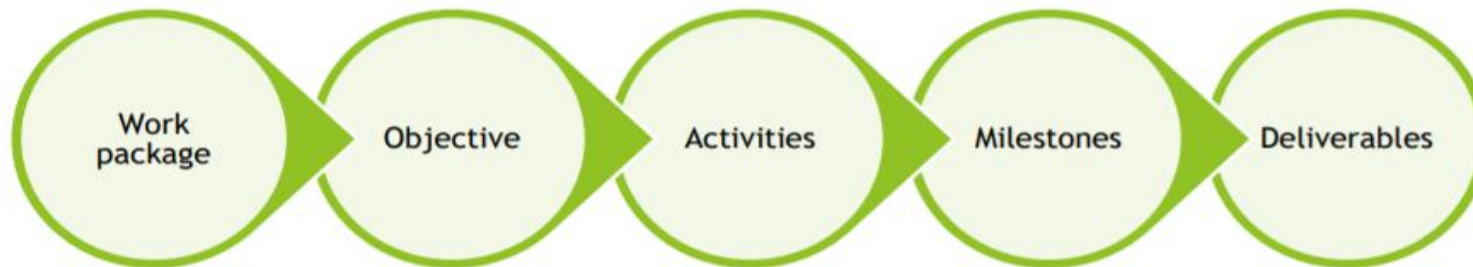 Work
package
Objective
Activities
Milestones
Deliverables